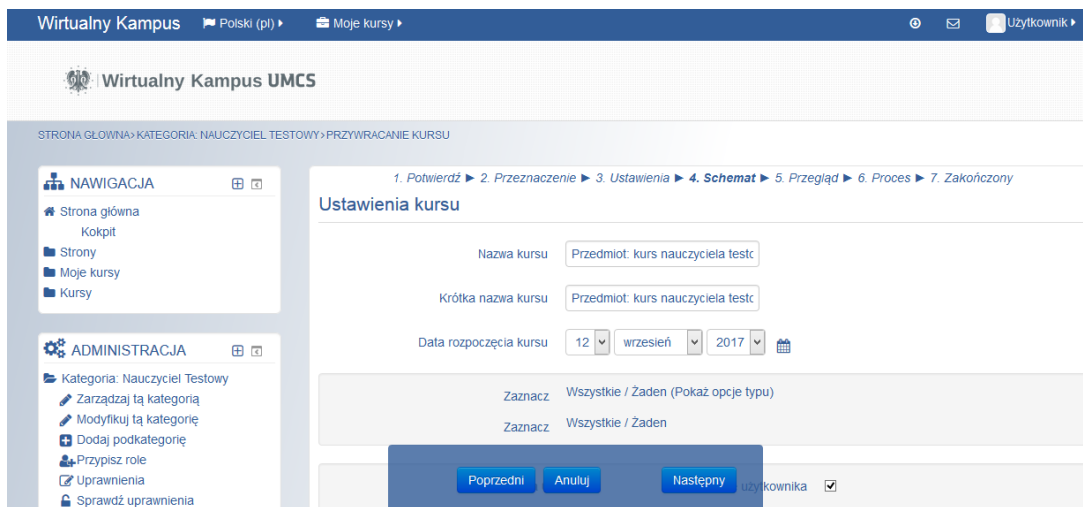 Wirtualny Kampus Polski (pl) Moje kursy Użytkownik
Wirtualny Kampus UMCS
STRONA GŁOWNA› KATEGORIA: NAUCZYCIEL TESTOWY› PRZYWRACANIE KURSU
NAWIGACJA
Strona główna
Kokpit
Strony
Moje kursy
Kursy
ADMINISTRACJA
Kategoria: Nauczyciel Testowy
Zarządzaj tą kategorią
Modyfikuj tą kategorię
Dodaj podkategorię
Przypisz role
Uprawnienia
Sprawdź uprawnienia
1. Potwierdź ► 2. Przeznaczenie ► 3. Ustawienia ► 4. Schemat ► 5. Przegląd ► 6. Proces ► 7. Zakończony
Ustawienia kursu
Nazwa kursu Przedmiot: kurs nauczyciela testo
Krótka nazwa kursu Przedmiot: kurs nauczyciela testo
Data rozpoczęcia kursu 12 wrzesień 2017
Zaznacz Wszystkie / Żaden (Pokaż opcje typu)
Zaznacz Wszystkie / Żaden
Poprzedni Anuluj Następny użytkownika